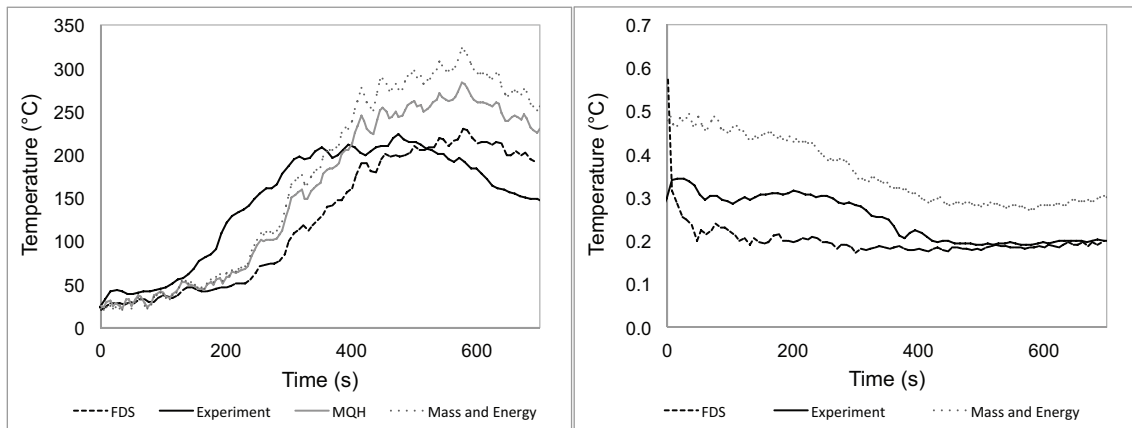 350
300
250
200
150
100
50
0
Temperature (°C)
0 200 400 600
Time (s)
FDS Experiment MQH Mass and Energy
0.7
0.6
0.5
0.4
0.3
0.2
0.1
0.0
Temperature (°C)
0 200 400 600
Time (s)
FDS Experiment Mass and Energy